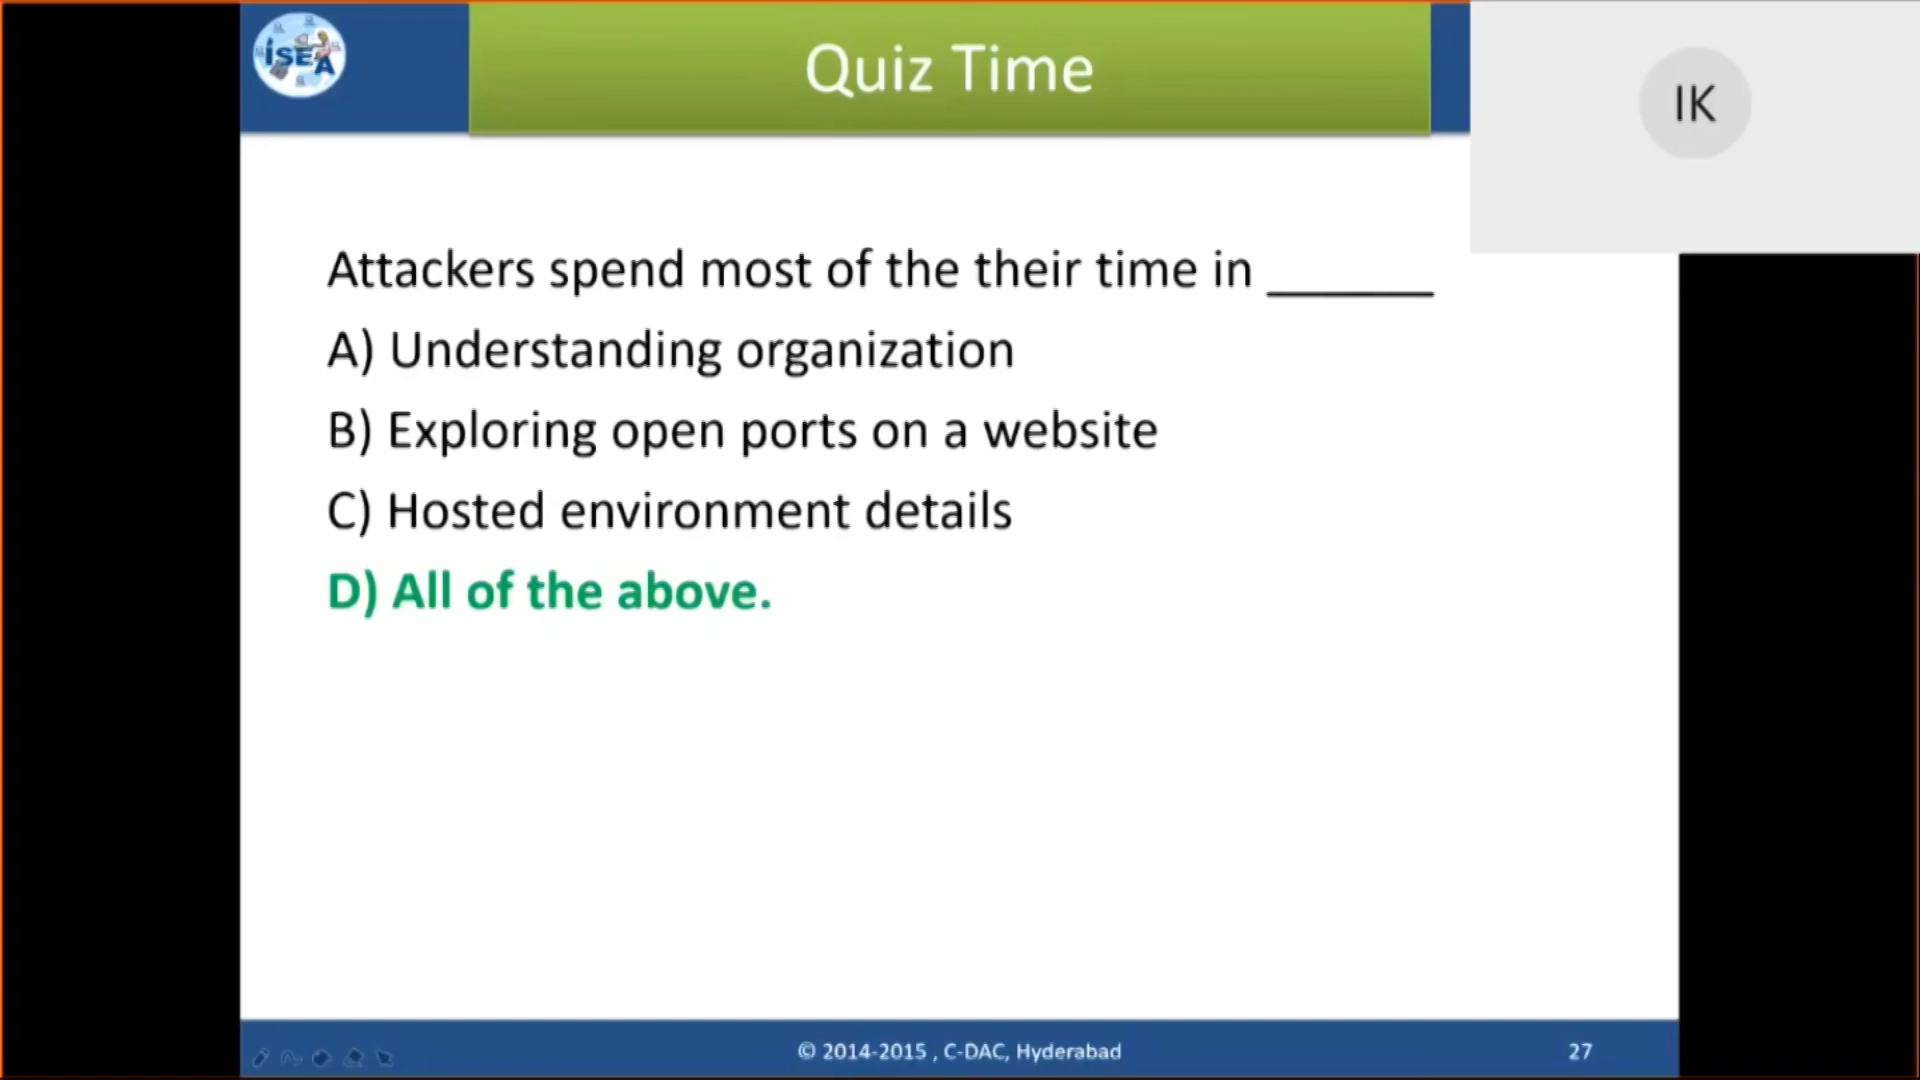 iSEA
Quiz Time
IK
Attackers spend most of the their time in _______
A) Understanding organization
B) Exploring open ports on a website
C) Hosted environment details
D) All of the above.
© 2014-2015 , C-DAC, Hyderabad
27